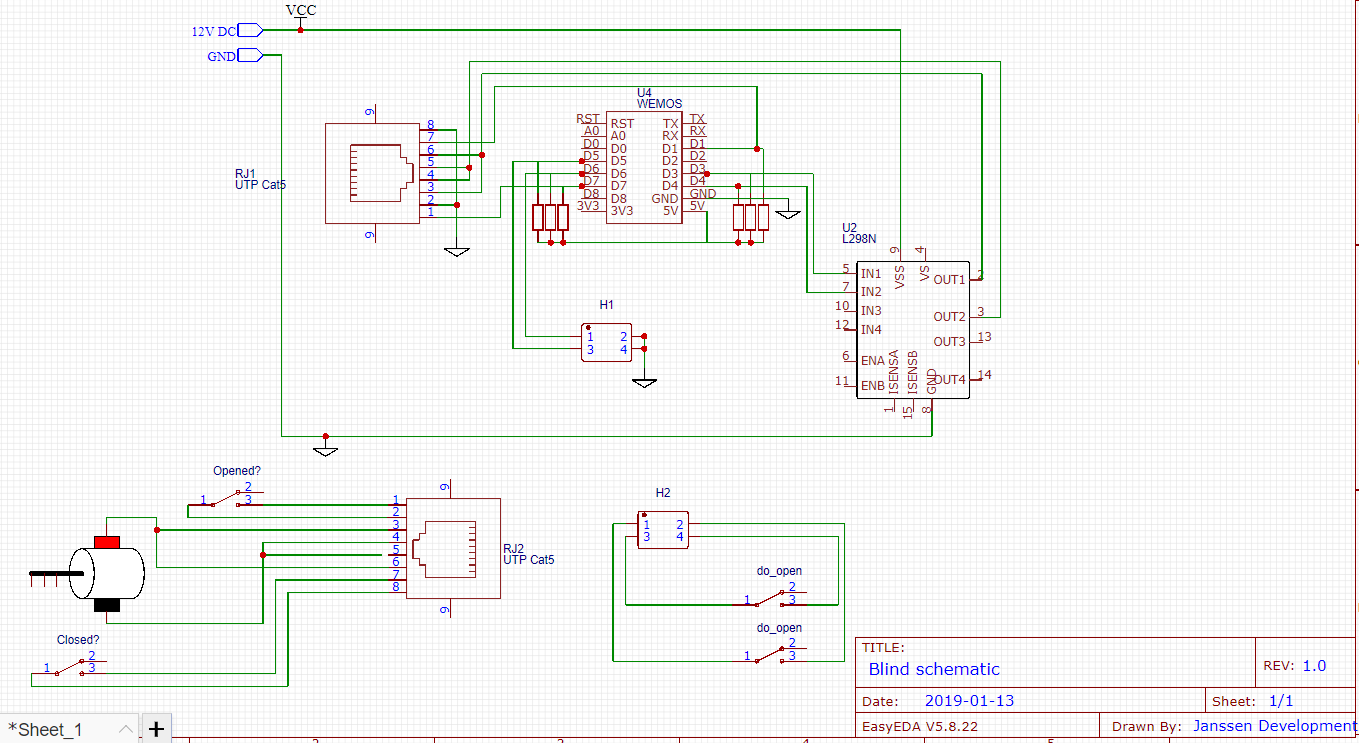 VCC
12V DC
GND
U4
WEMOS
RST RST TX TX
A0 A0 RX RX
D0 D0 D1 D1
D5 D5 D2 D2
D6 D6 D3 D3
D7 D7 D4 D4
D8 D8 GND GND
3V3 3V3 5V 5V
9
8
7
6
5
4
3
2
1
9
RJ1
UTP Cat5
U2
L298N
9 4
VSS VS
5 IN1 OUT1 2
7 IN2
10 IN3 OUT2 3
12 IN4 OUT3 13
6 ENA
11 ENB OUT4 14
ISENSA ISENSB GND
1 15 8
H1
1 2
3 4
Opened?
1 2
3
9
1
2
3
4
5
6
7
8
9
RJ2
UTP Cat5
Closed?
1 2
3
H2
1 2
3 4
do_open
1 2
3
do_open
1 2
3
TITLE:
Blind schematic
REV: 1.0
Date: 2019-01-13
Sheet: 1/1
EasyEDA V5.8.22
Drawn By: Janssen Development
*Sheet_1